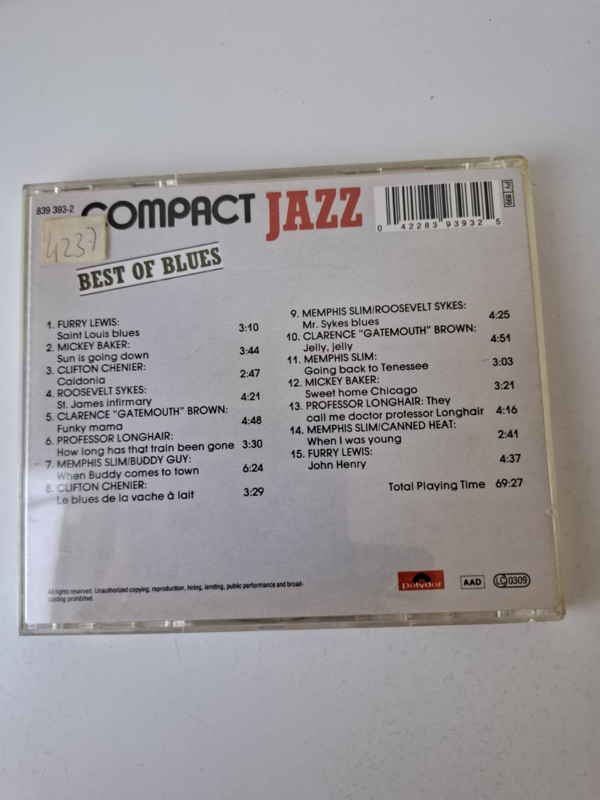 839 393-2
COMPACT JAZZ
PY 899
0 42283 93932 5
4237
BEST OF BLUES
1. FURRY LEWIS:
Saint Louis blues 3:10
2. MICKEY BAKER:
Sun is going down 3:44
3. CLIFTON CHENIER:
Caldonia 2:47
4. ROOSEVELT SYKES:
St. James infirmary 4:21
5. CLARENCE "GATEMOUTH" BROWN:
Funky mama 4:48
6. PROFESSOR LONGHAIR:
How long has that train been gone 3:30
7. MEMPHIS SLIM/BUDDY GUY:
When Buddy comes to town 6:24
8. CLIFTON CHENIER:
Le blues de la vache à lait 3:29
9. MEMPHIS SLIM/ROOSEVELT SYKES:
Mr. Sykes blues 4:25
10. CLARENCE "GATEMOUTH" BROWN:
Jelly, jelly 4:51
11. MEMPHIS SLIM:
Going back to Tenessee 3:03
12. MICKEY BAKER:
Sweet home Chicago 3:21
13. PROFESSOR LONGHAIR: They
call me doctor professor Longhair 4:16
14. MEMPHIS SLIM/CANNED HEAT:
When I was young 2:41
15. FURRY LEWIS:
John Henry 4:37
Total Playing Time 69:27
All rights reserved. Unauthorized copying, reproduction, hiring, lending, public performance and broad-
casting prohibited.
Polydor
AAD
LC 0309